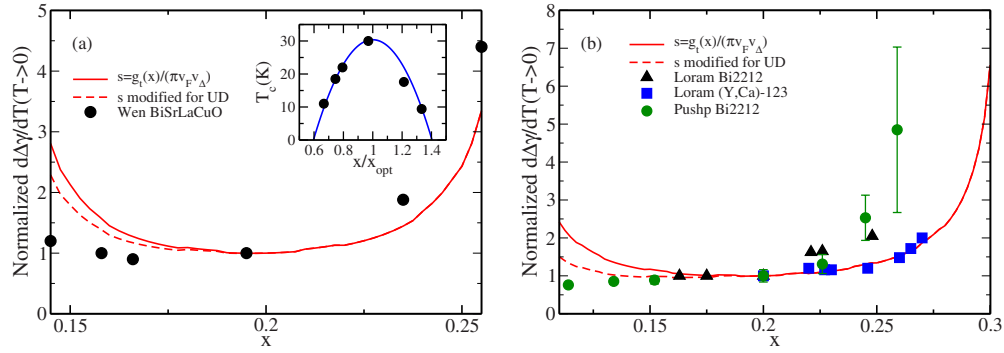 (a)
s=g_t(x)/(πv_F v_Δ)
s modified for UD
Wen BiSrLaCuO
Normalized dΔγ/dT(T->0)
5
4
3
2
1
0
0.15
0.2
0.25
x
T_c(K)
30
20
10
0
0.6
0.8
1
1.2
1.4
x/x_opt
(b)
s=g_t(x)/(πv_F v_Δ)
s modified for UD
Loram Bi2212
Loram (Y,Ca)-123
Pushp Bi2212
Normalized dΔγ/dT(T->0)
8
7
6
5
4
3
2
1
0
0.15
0.2
0.25
0.3
x